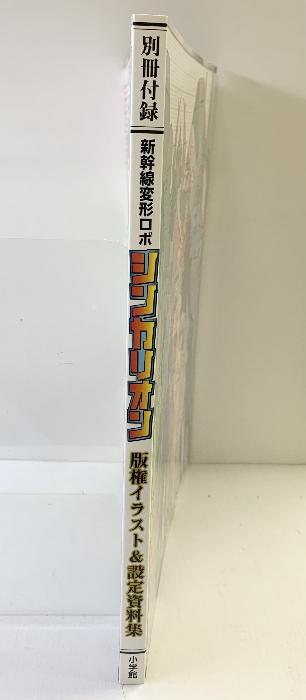 別冊付録
新幹線変形ロボ
シンカリオン
版権イラスト&設定資料集
小学館